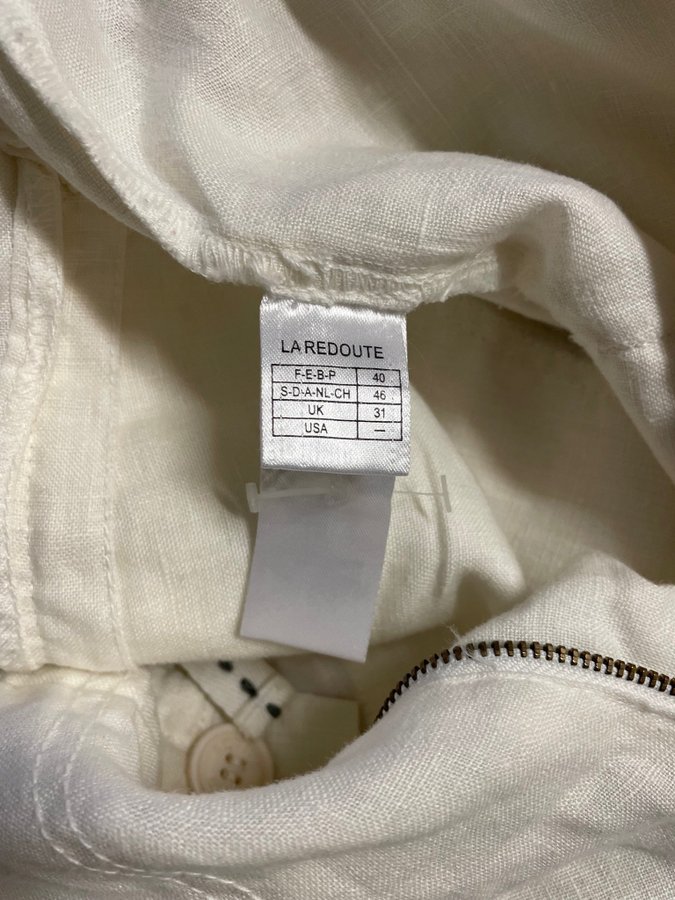 LA REDOUTE
F-E-B-P 40
S-D-A-NL-CH 46
UK 31
USA —